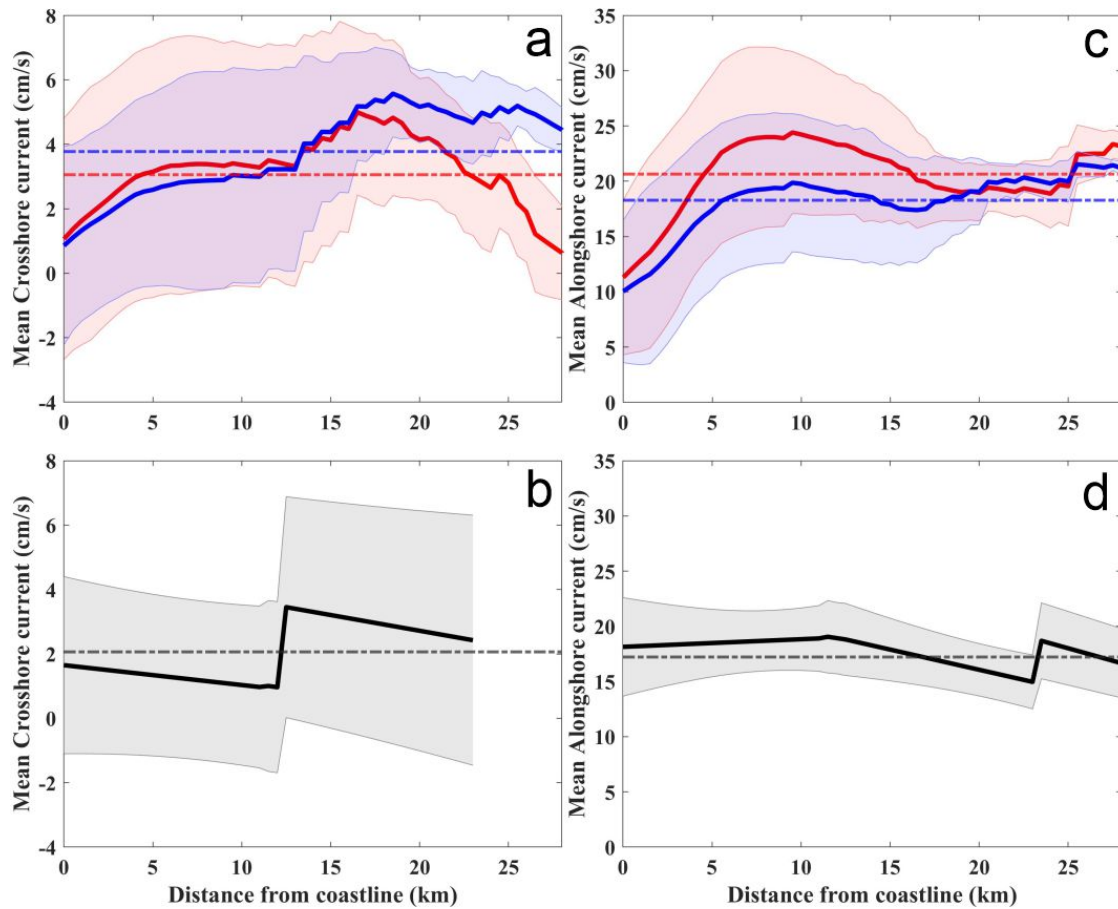 a
Mean Crosshore current (cm/s)
8
6
4
2
0
-2
-4
0 5 10 15 20 25
c
Mean Alongshore current (cm/s)
35
30
25
20
15
10
5
0
0 5 10 15 20 25
b
Mean Crosshore current (cm/s)
8
6
4
2
0
-2
-4
0 5 10 15 20 25
Distance from coastline (km)
d
Mean Alongshore current (cm/s)
35
30
25
20
15
10
5
0
0 5 10 15 20 25
Distance from coastline (km)